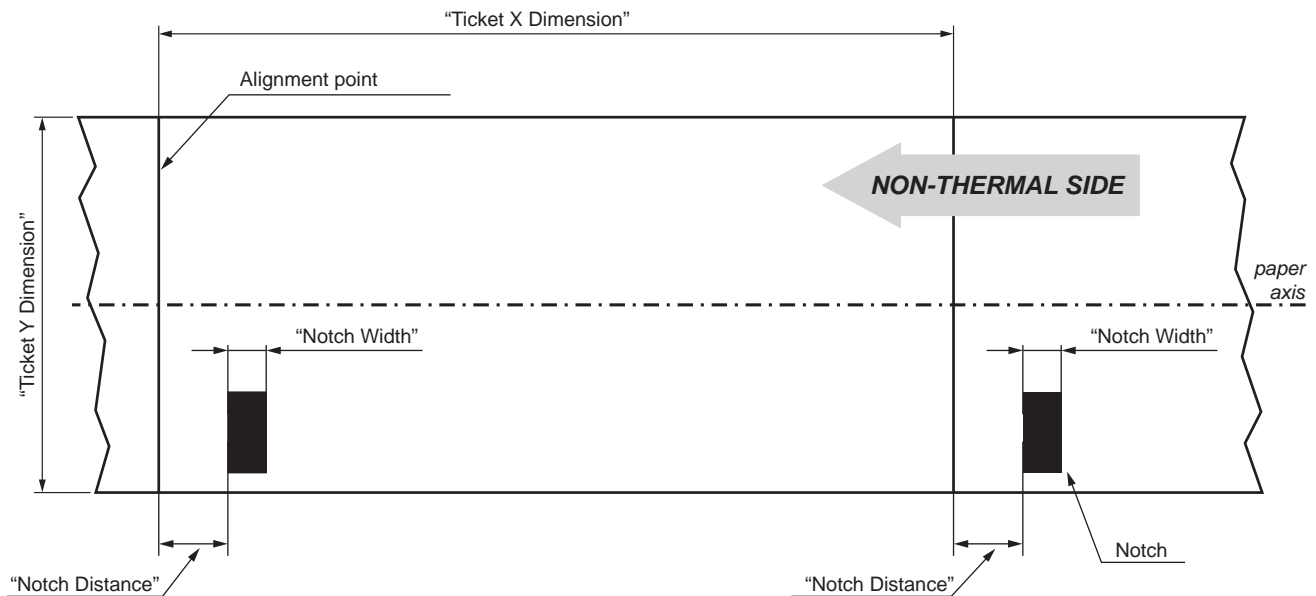 “Ticket X Dimension”
Alignment point
NON-THERMAL SIDE
“Ticket Y Dimension”
paper
axis
“Notch Width”
“Notch Width”
Notch
“Notch Distance”
“Notch Distance”